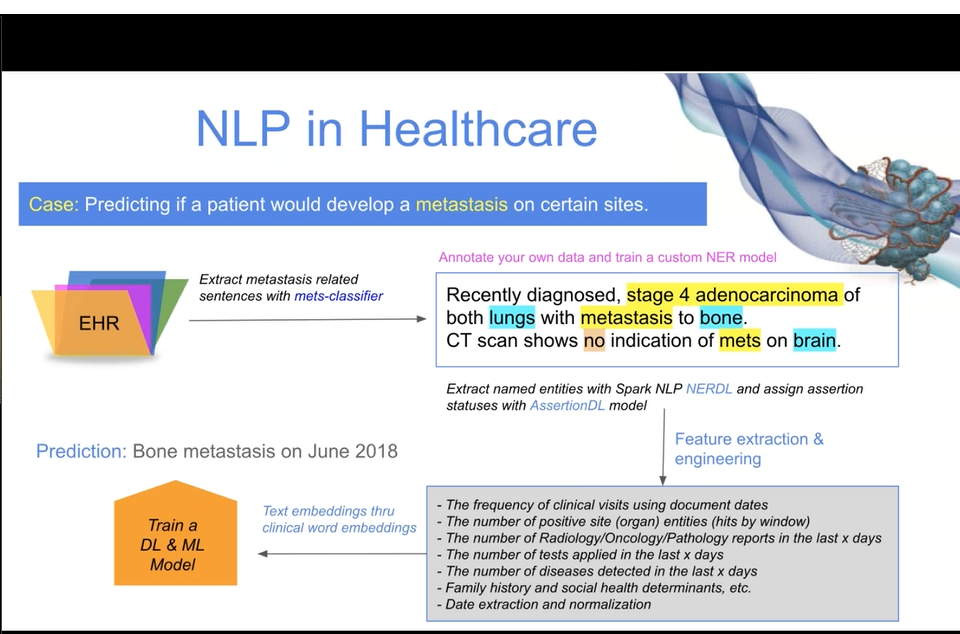 NLP in Healthcare
Case: Predicting if a patient would develop a metastasis on certain sites.
Annotate your own data and train a custom NER model
EHR
Extract metastasis related
sentences with mets-classifier
Recently diagnosed, stage 4 adenocarcinoma of
both lungs with metastasis to bone.
CT scan shows no indication of mets on brain.
Extract named entities with Spark NLP NERDL and assign assertion
statuses with AssertionDL model
Feature extraction &
engineering
Prediction: Bone metastasis on June 2018
Train a
DL & ML
Model
Text embeddings thru
clinical word embeddings
- The frequency of clinical visits using document dates
- The number of positive site (organ) entities (hits by window)
- The number of Radiology/Oncology/Pathology reports in the last x days
- The number of tests applied in the last x days
- The number of diseases detected in the last x days
- Family history and social health determinants, etc.
- Date extraction and normalization